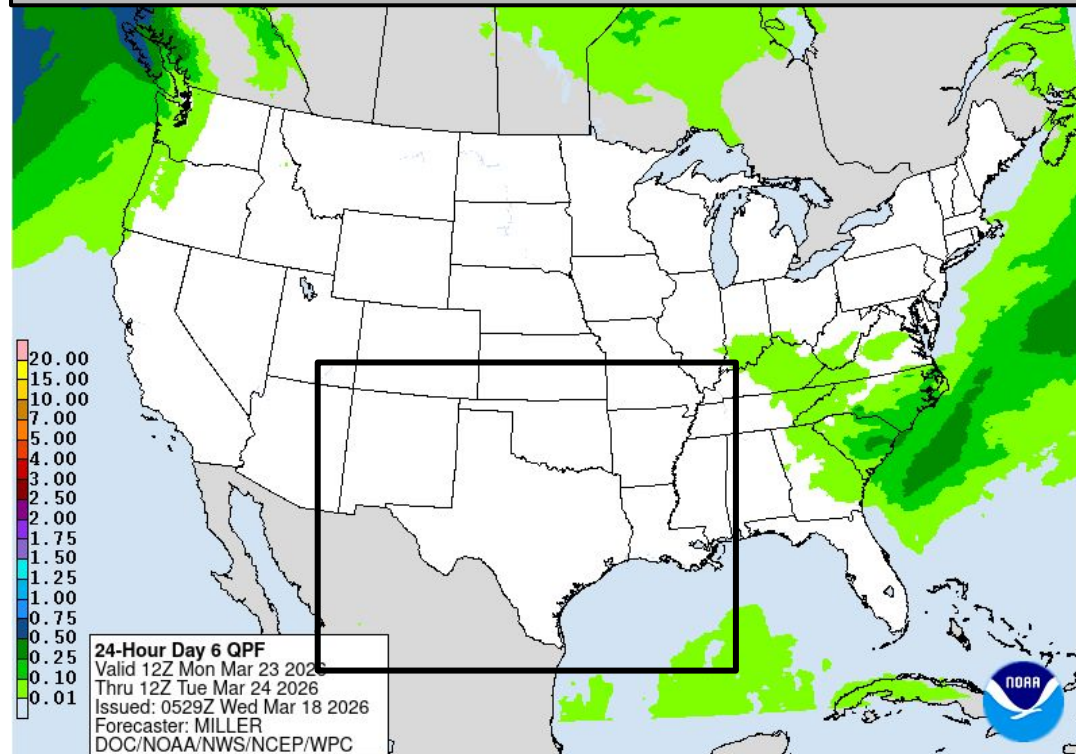 20.00
15.00
10.00
7.00
5.00
4.00
3.00
2.50
2.00
1.75
1.50
1.25
1.00
0.75
0.50
0.25
0.10
0.01
24-Hour Day 6 QPF
Valid 12Z Mon Mar 23 2026
Thru 12Z Tue Mar 24 2026
Issued: 0529Z Wed Mar 18 2026
Forecaster: MILLER
DOC/NOAA/NWS/NCEP/WPC
NOAA